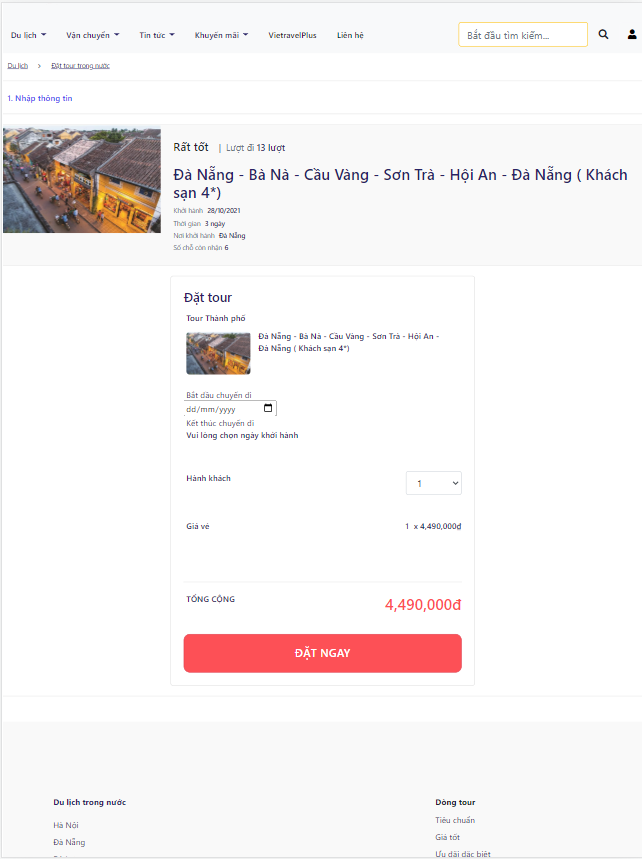 Du lịch Vận chuyển Tin tức Khuyến mãi VietravelPlus Liên hệ Bắt đầu tìm kiếm...
Du lịch > Đặt tour trong nước
1. Nhập thông tin
Rất tốt | Lượt đi 13 lượt
Đà Nẵng - Bà Nà - Cầu Vàng - Sơn Trà - Hội An - Đà Nẵng ( Khách
sạn 4*)
Khởi hành 28/10/2021
Thời gian 3 ngày
Nơi khởi hành Đà Nẵng
Số chỗ còn nhận 6
Đặt tour
Tour Thành phố
Đà Nẵng - Bà Nà - Cầu Vàng - Sơn Trà - Hội An -
Đà Nẵng ( Khách sạn 4*)
Bắt đầu chuyến đi
dd/mm/yyyy
Kết thúc chuyến đi
Vui lòng chọn ngày khởi hành
Hành khách 1
Giá vé 1 x 4,490,000₫
TỔNG CỘNG 4,490,000₫
ĐẶT NGAY
Du lịch trong nước
Hà Nội
Đà Nẵng
Dòng tour
Tiêu chuẩn
Giá tốt
Ưu đãi đặc biệt